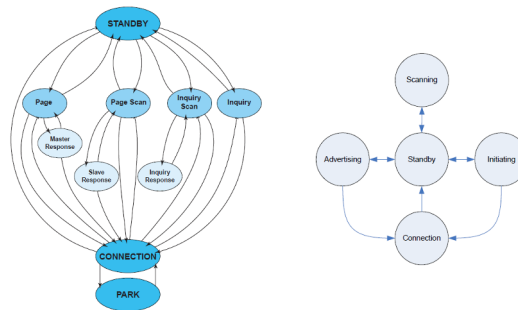 STANDBY
Page
Page Scan
Inquiry
Scan
Inquiry
Master
Response
Slave
Response
Inquiry
Response
CONNECTION
PARK
Scanning
Advertising
Standby
Initiating
Connection